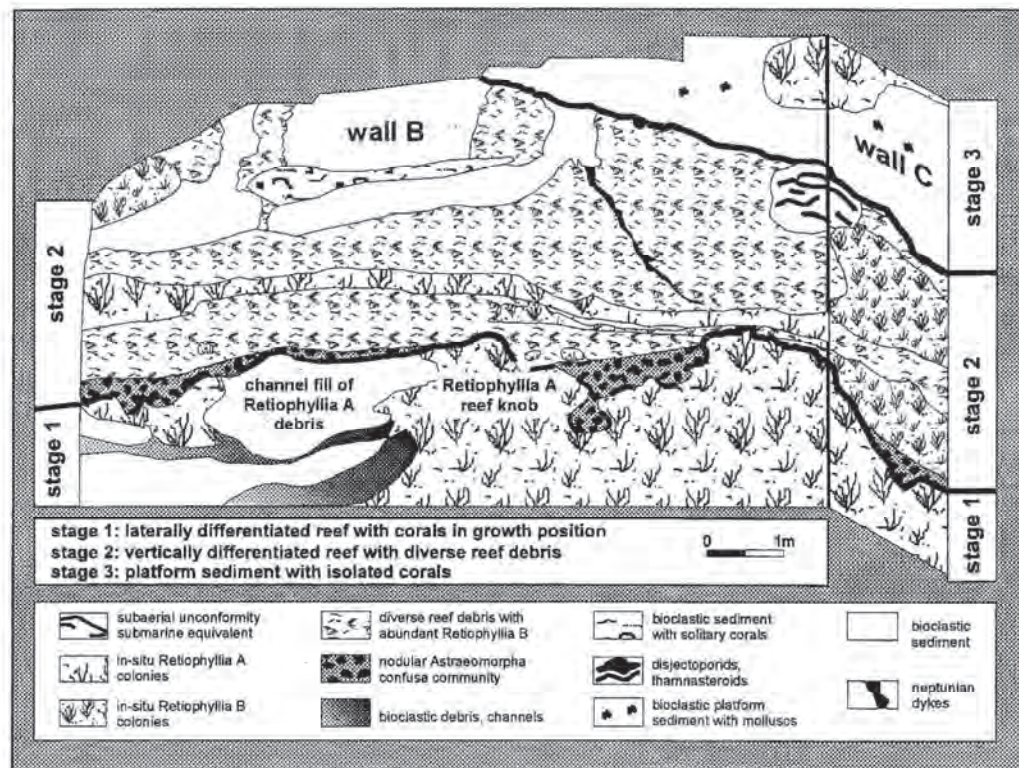 wall B
wall C
stage 3
stage 2
stage 2
channel fill of
Retiophyllia A
debris
Retiophyllia A
reef knob
stage 1
stage 1
stage 1: laterally differentiated reef with corals in growth position
stage 2: vertically differentiated reef with diverse reef debris
stage 3: platform sediment with isolated corals
0 1m
subaerial unconformity
submarine equivalent
in-situ Retiophyllia A
colonies
in-situ Retiophyllia B
colonies
diverse reef debris with
abundant Retiophyllia B
nodular Astraeomorpha
confusa community
bioclastic debris, channels
bioclastic sediment
with solitary corals
disjectoporids,
thamnasteroids
bioclastic platform
sediment with molluscs
bioclastic
sediment
neptunian
dykes